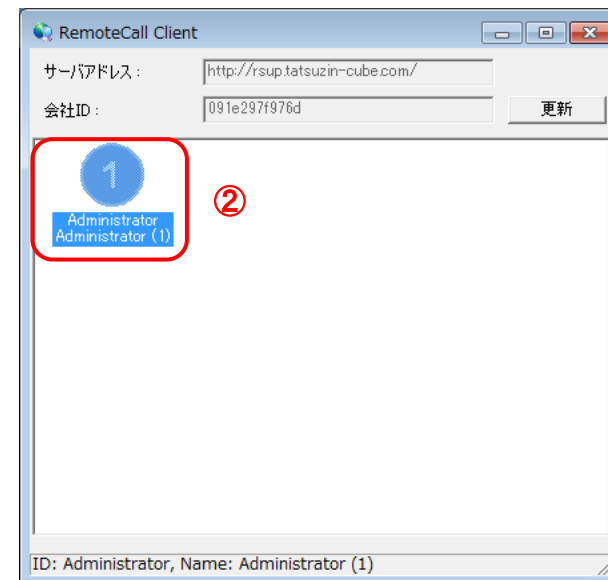 RemoteCall Client
サーバアドレス : http://rsup.tatsuzin-cube.com/
会社ID : 091e297f976d 更新
1
②
Administrator
Administrator (1)
ID: Administrator, Name: Administrator (1)